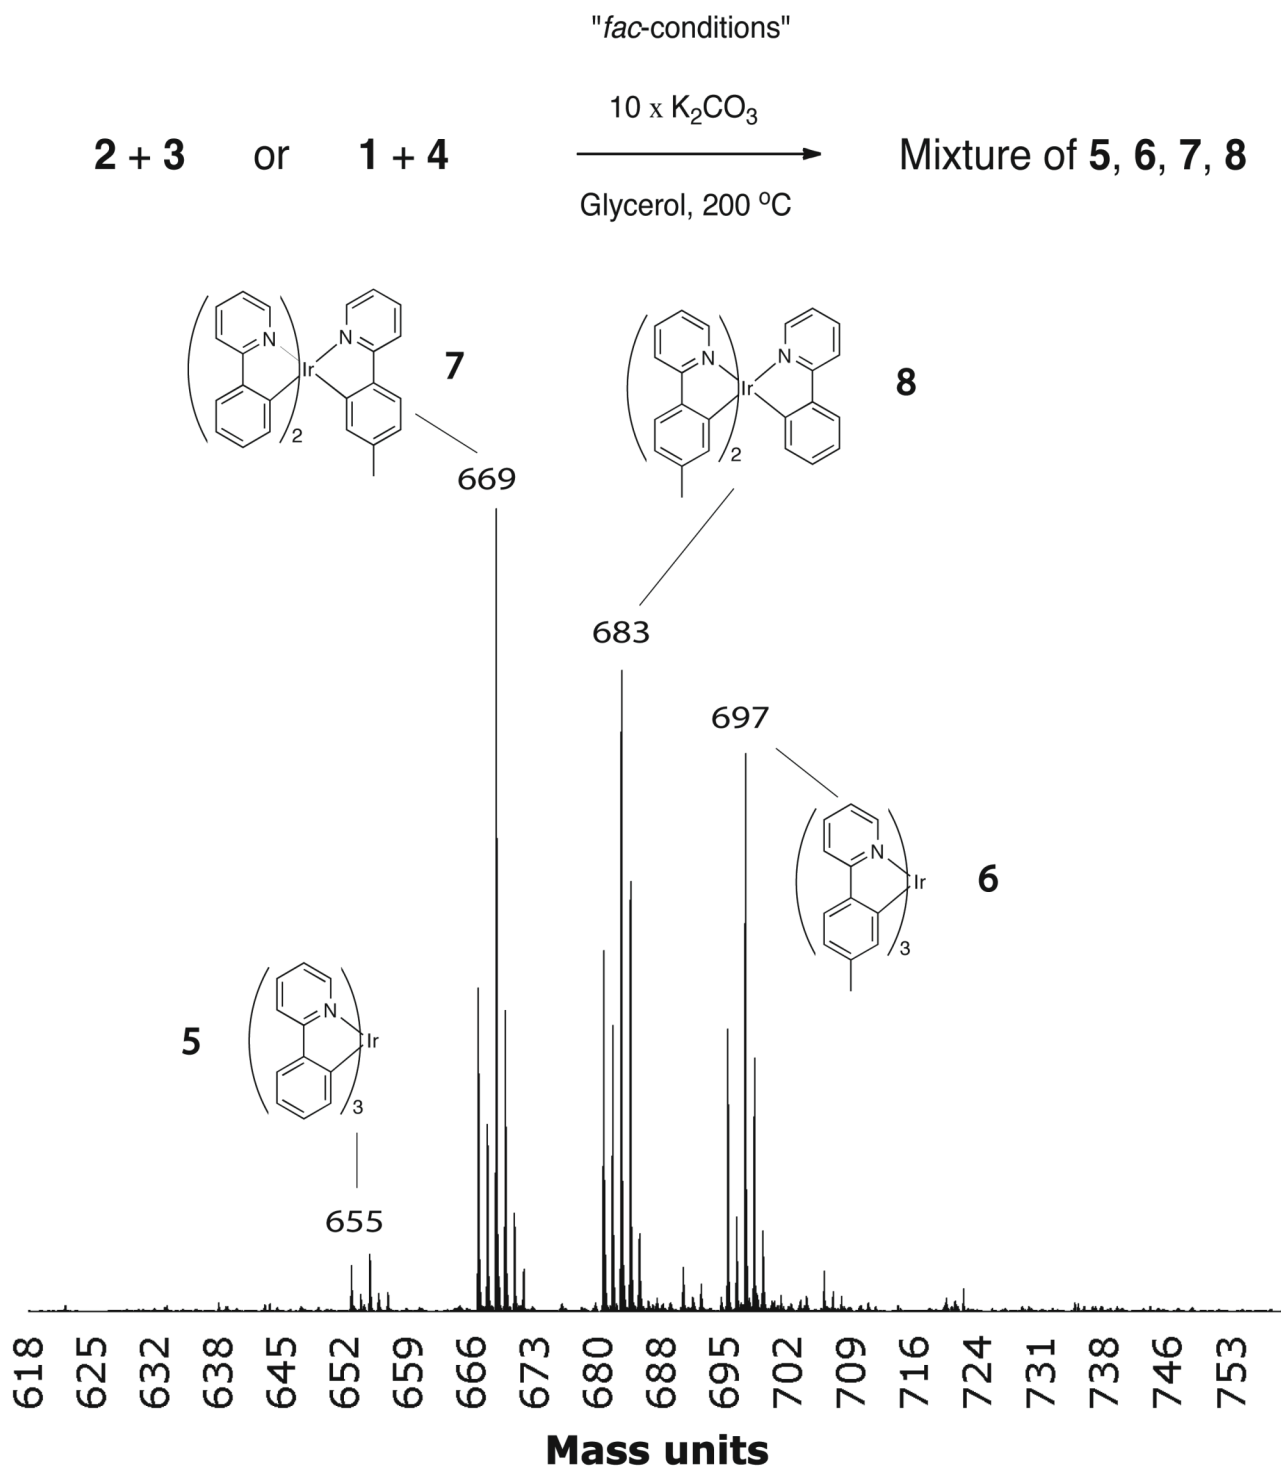 "fac-conditions"
10 x K₂CO₃
2 + 3 or 1 + 4 Mixture of 5, 6, 7, 8
Glycerol, 200 °C
N N
Ir
2
7
N N
Ir
2
8
669
683
697
N
Ir
3
6
5
N
Ir
3
655
618 625 632 638 645 652 659 666 673 680 688 695 702 709 716 724 731 738 746 753
Mass units